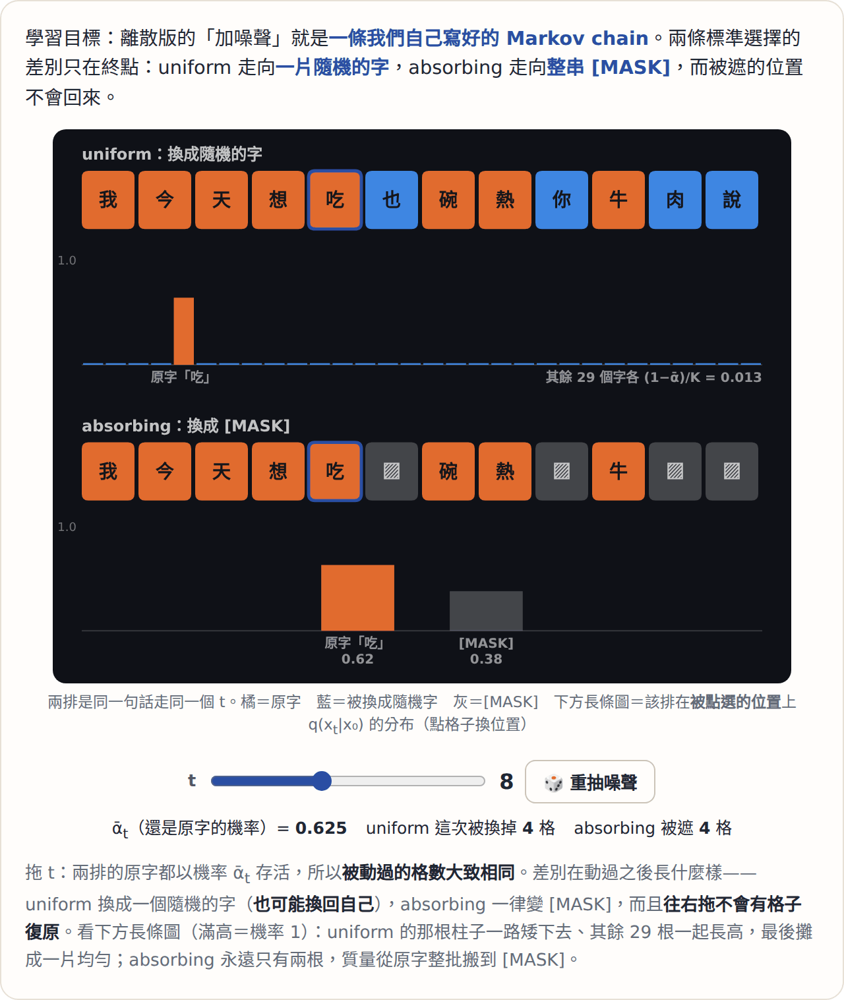 學習目標：離散版的「加噪聲」就是一條我們自己寫好的 Markov chain。兩條標準選擇的
差別只在終點：uniform 走向一片隨機的字，absorbing 走向整串 [MASK]，而被遮的位置
不會回來。
uniform：換成隨機的字
我 今 天 想 吃 也 碗 熱 你 牛 肉 說
1.0
原字「吃」 其餘 29 個字各 (1−ᾱ)/K = 0.013
absorbing：換成 [MASK]
我 今 天 想 吃 ▨ 碗 熱 ▨ 牛 ▨ ▨
1.0
原字「吃」 [MASK]
0.62 0.38
兩排是同一句話走同一個 t。橘＝原字　藍＝被換成隨機字　灰＝[MASK]　下方長條圖＝該排在被點選的位置上
q(xt|x₀) 的分布（點格子換位置）
t 8 🎲 重抽噪聲
ᾱt（還是原字的機率）= 0.625　uniform 這次被換掉 4 格　absorbing 被遮 4 格
拖 t：兩排的原字都以機率 ᾱt 存活，所以被動過的格數大致相同。差別在動過之後長什麼樣——
uniform 換成一個隨機的字（也可能換回自己），absorbing 一律變 [MASK]，而且往右拖不會有格子
復原。看下方長條圖（滿高＝機率 1）：uniform 的那根柱子一路矮下去、其餘 29 根一起長高，最後攤
成一片均勻；absorbing 永遠只有兩根，質量從原字整批搬到 [MASK]。